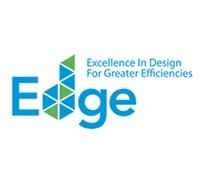 Excellence In Design
For Greater Efficiencies
Edge